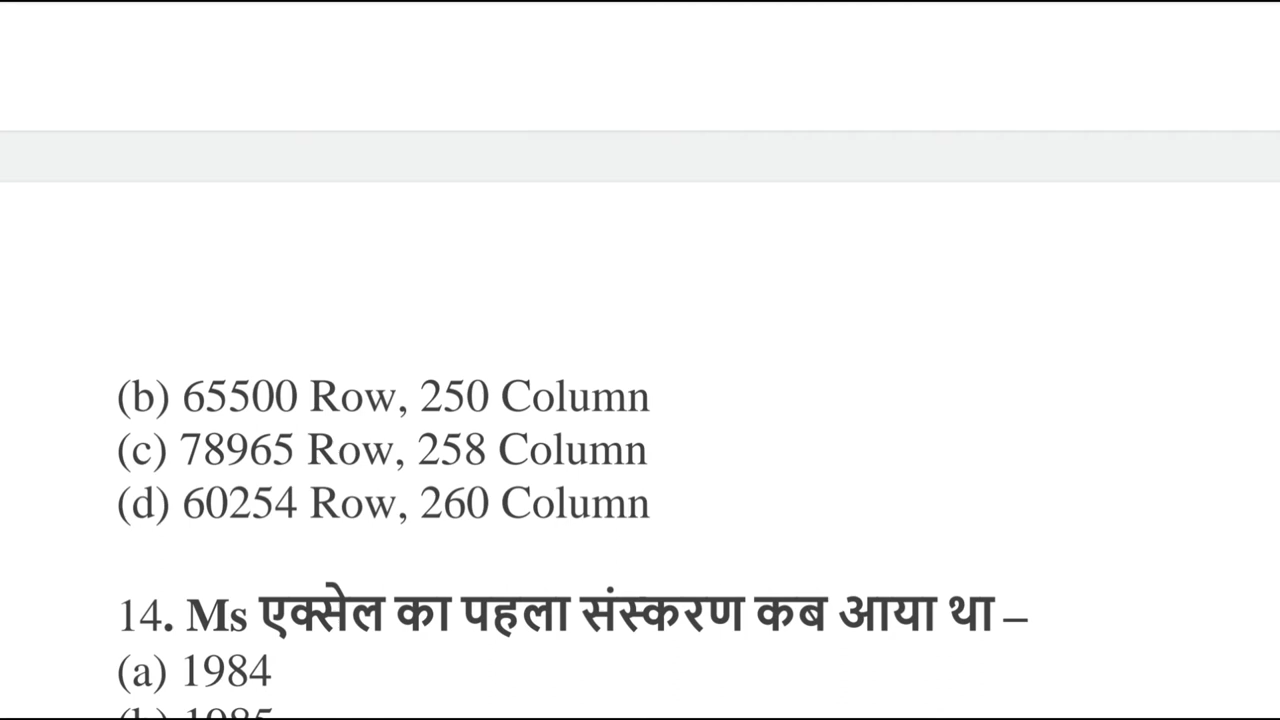 (b) 65500 Row, 250 Column
(c) 78965 Row, 258 Column
(d) 60254 Row, 260 Column
14. Ms एक्सेल का पहला संस्करण कब आया था –
(a) 1984
(b) 1985